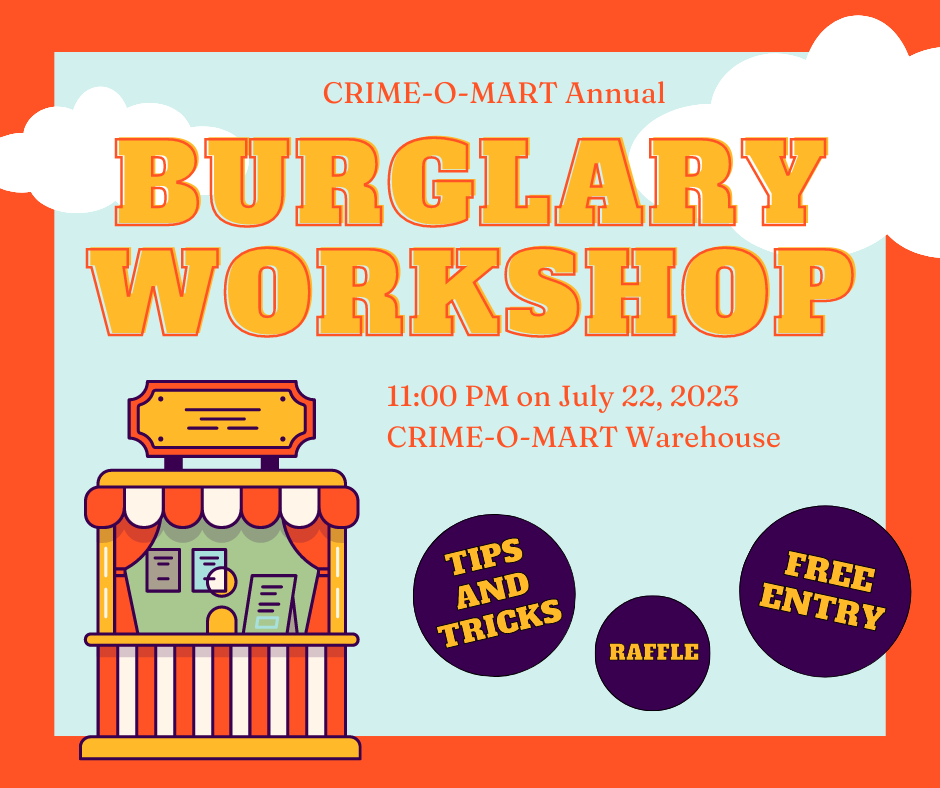 CRIME-O-MART Annual
BURGLARY
WORKSHOP
11:00 PM on July 22, 2023
CRIME-O-MART Warehouse
TIPS
AND
TRICKS
RAFFLE
FREE
ENTRY